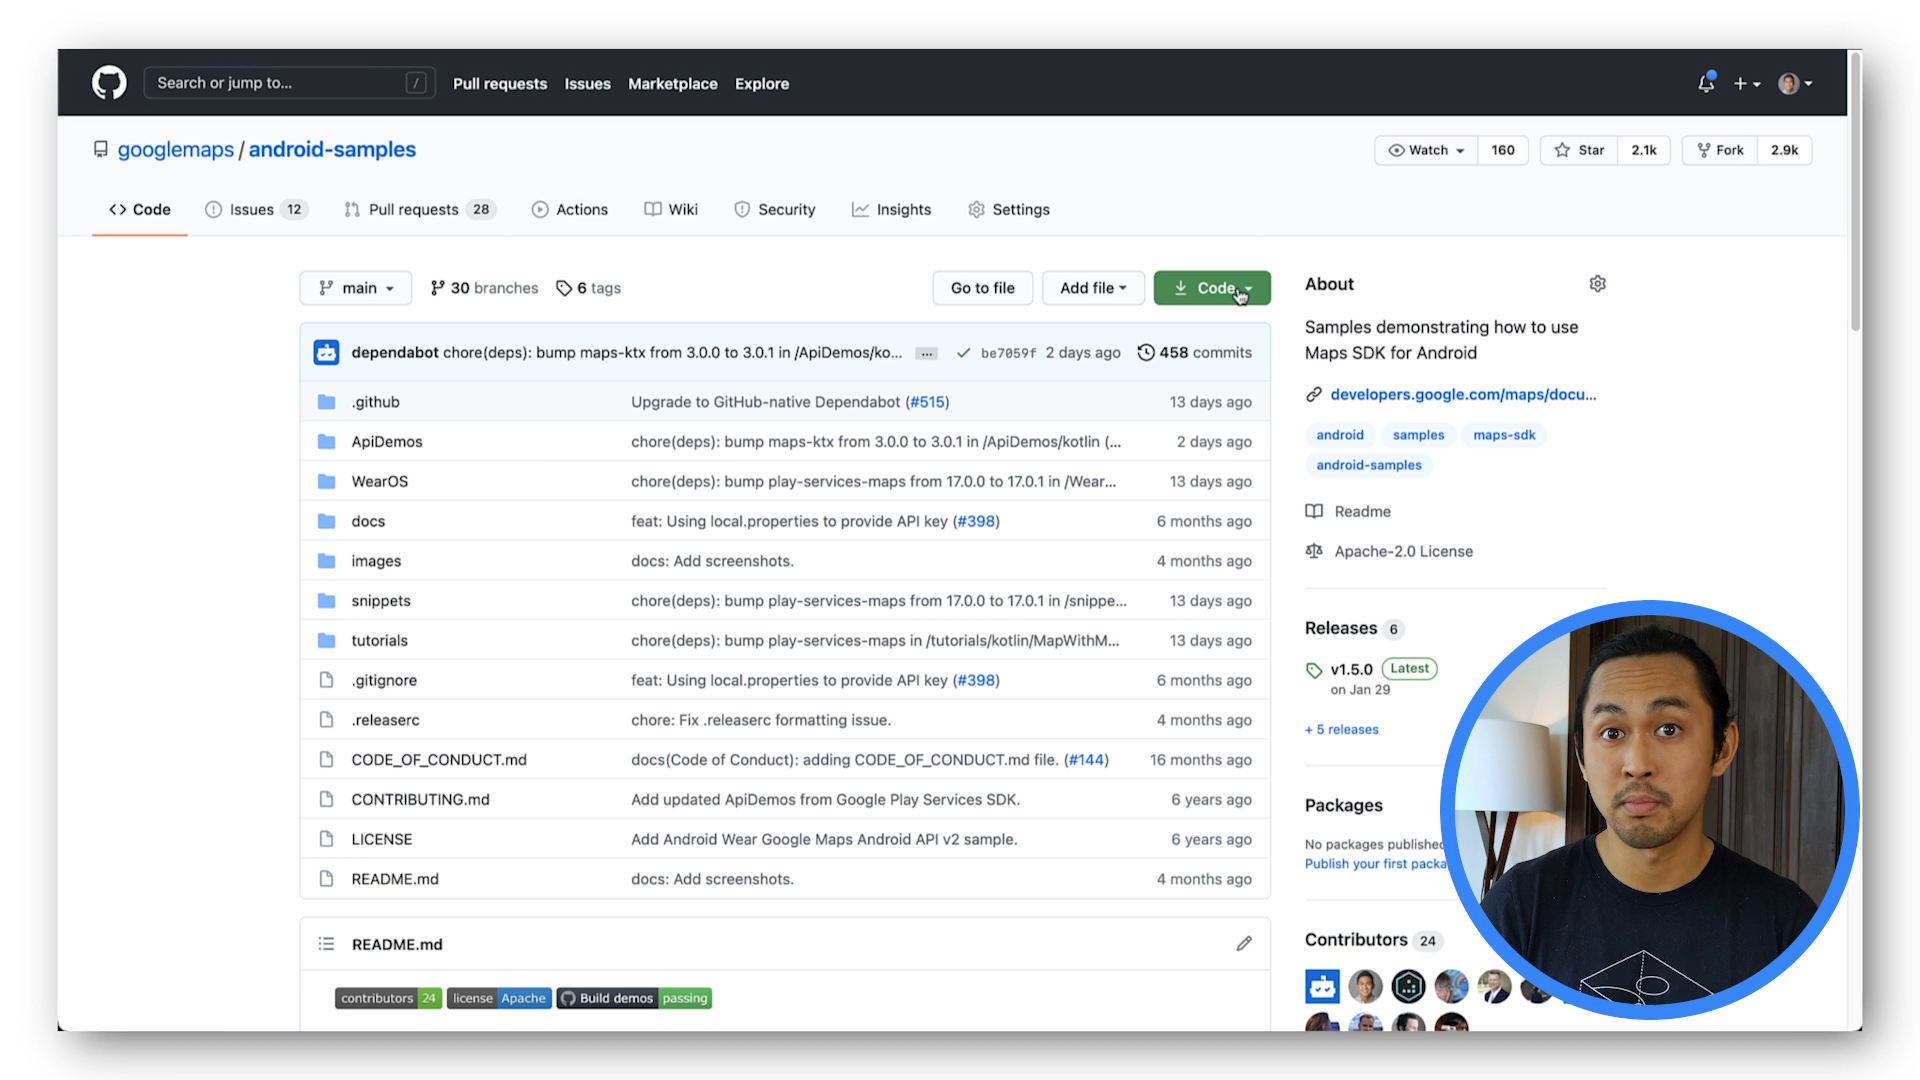 Search or jump to... /
Pull requests Issues Marketplace Explore
googlemaps / android-samples
Watch 160 Star 2.1k Fork 2.9k
Code Issues 12 Pull requests 28 Actions Wiki Security Insights Settings
main 30 branches 6 tags Go to file Add file Code
dependabot chore(deps): bump maps-ktx from 3.0.0 to 3.0.1 in /ApiDemos/ko... ... be7059f 2 days ago 458 commits
.github Upgrade to GitHub-native Dependabot (#515) 13 days ago
ApiDemos chore(deps): bump maps-ktx from 3.0.0 to 3.0.1 in /ApiDemos/kotlin (... 2 days ago
WearOS chore(deps): bump play-services-maps from 17.0.0 to 17.0.1 in /Wear... 13 days ago
docs feat: Using local.properties to provide API key (#398) 6 months ago
images docs: Add screenshots. 4 months ago
snippets chore(deps): bump play-services-maps from 17.0.0 to 17.0.1 in /snippe... 13 days ago
tutorials chore(deps): bump play-services-maps in /tutorials/kotlin/MapWithM... 13 days ago
.gitignore feat: Using local.properties to provide API key (#398) 6 months ago
.releaserc chore: Fix .releaserc formatting issue. 4 months ago
CODE_OF_CONDUCT.md docs(Code of Conduct): adding CODE_OF_CONDUCT.md file. (#144) 16 months ago
CONTRIBUTING.md Add updated ApiDemos from Google Play Services SDK. 6 years ago
LICENSE Add Android Wear Google Maps Android API v2 sample. 6 years ago
README.md docs: Add screenshots. 4 months ago
README.md
contributors 24 license Apache Build demos passing
About
Samples demonstrating how to use
Maps SDK for Android
developers.google.com/maps/docu...
android samples maps-sdk
android-samples
Readme
Apache-2.0 License
Releases 6
v1.5.0 Latest
on Jan 29
+ 5 releases
Packages
No packages published
Publish your first packa
Contributors 24